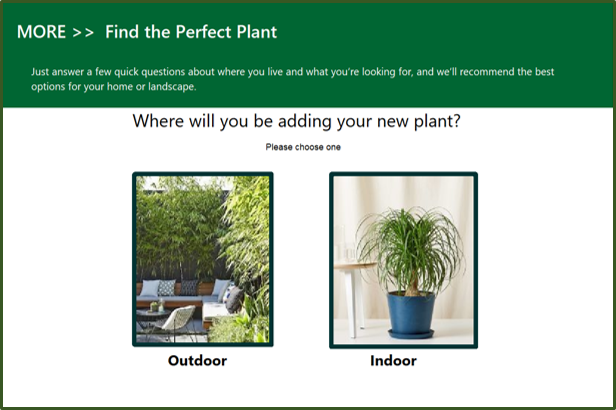 MORE >> Find the Perfect Plant
Just answer a few quick questions about where you live and what you're looking for, and we'll recommend the best
options for your home or landscape.
Where will you be adding your new plant?
Please choose one
Outdoor
Indoor